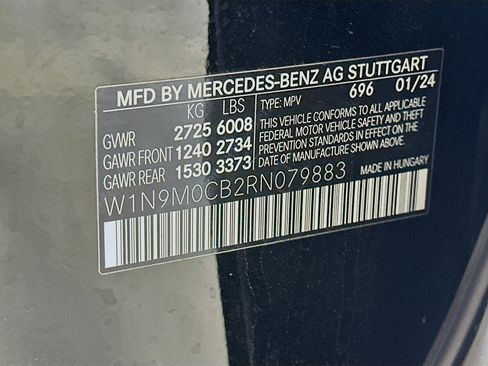 MFD BY MERCEDES-BENZ AG STUTTGART
KG LBS TYPE: MPV 696 01/24
GVWR 2725 6008
GAWR FRONT 1240 2734
GAWR REAR 1530 3373
THIS VEHICLE CONFORMS TO ALL APPLICABLE
FEDERAL MOTOR VEHICLE SAFETY AND THEFT
PREVENTION STANDARDS IN EFFECT ON THE
DATE OF MANUFACTURE SHOWN ABOVE.
W1N9M0CB2RN079883 MADE IN HUNGARY